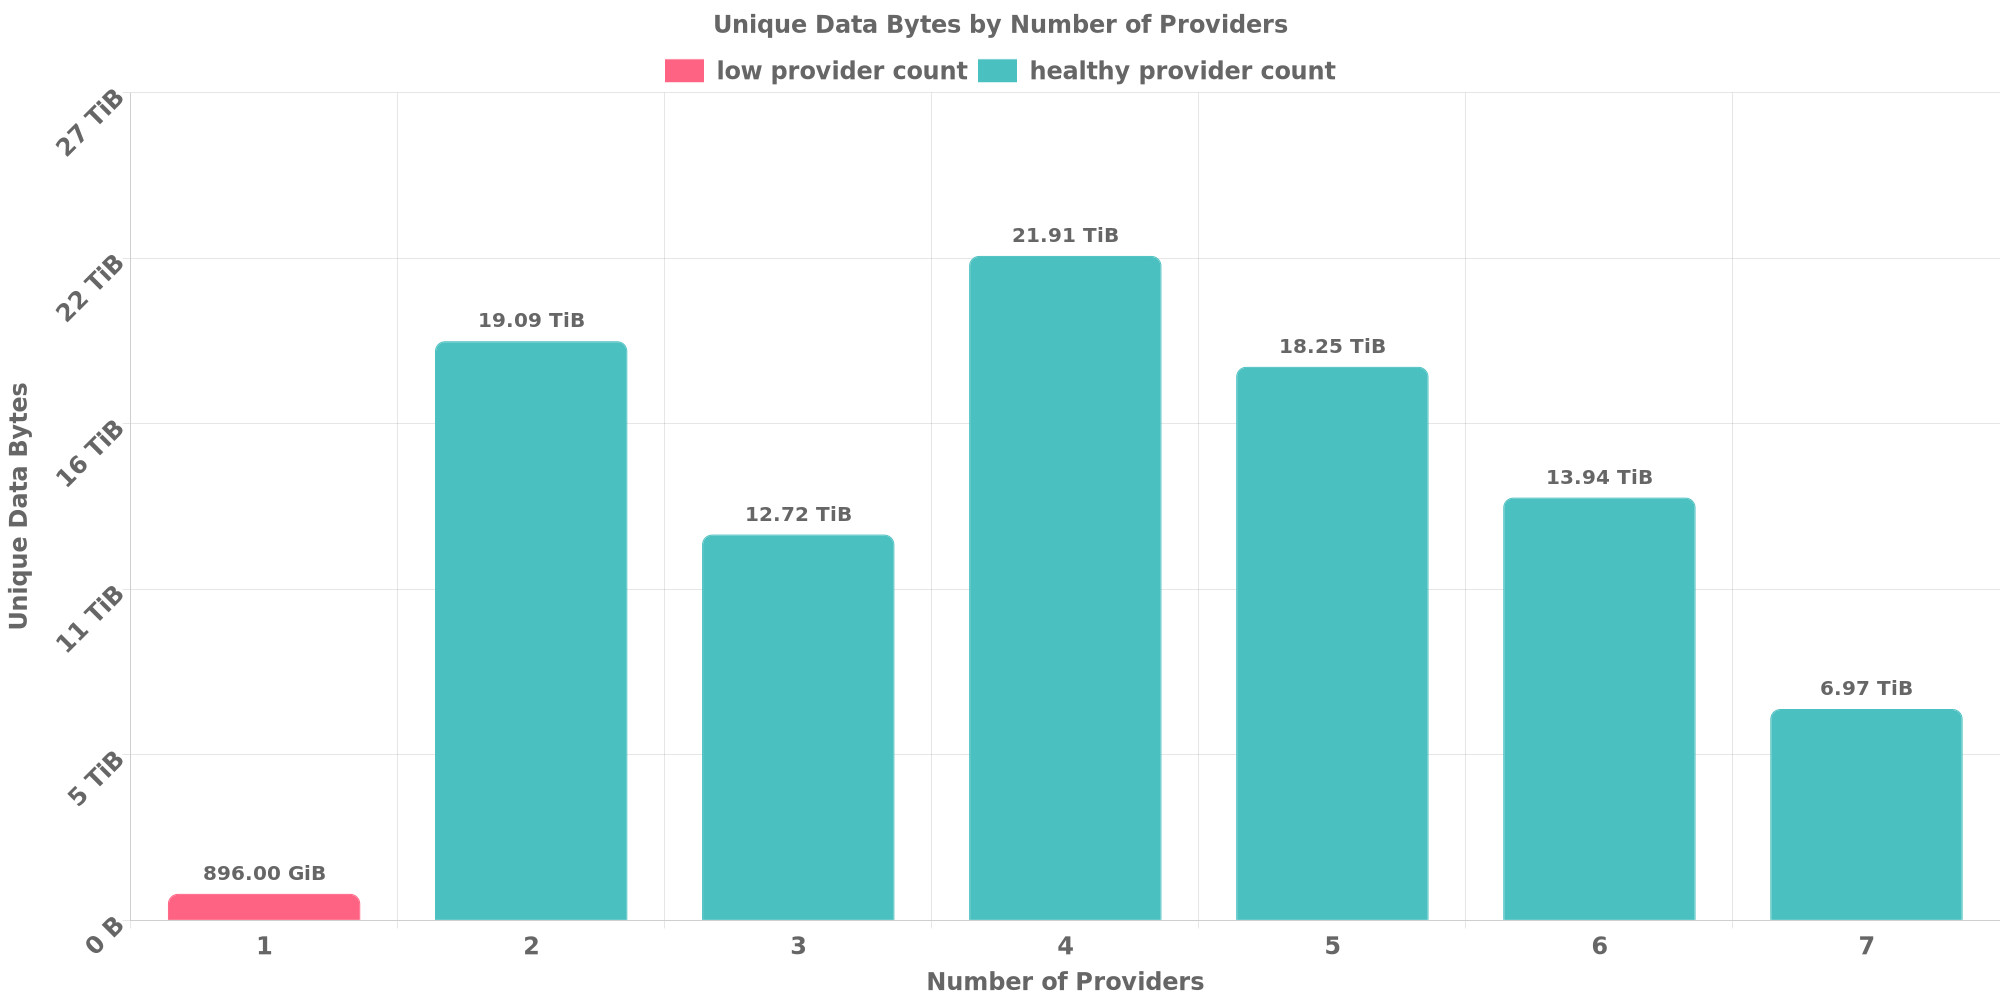 Unique Data Bytes by Number of Providers
low provider count healthy provider count
27 TiB
22 TiB
16 TiB
11 TiB
5 TiB
0 B
Unique Data Bytes
896.00 GiB
19.09 TiB
12.72 TiB
21.91 TiB
18.25 TiB
13.94 TiB
6.97 TiB
1 2 3 4 5 6 7
Number of Providers